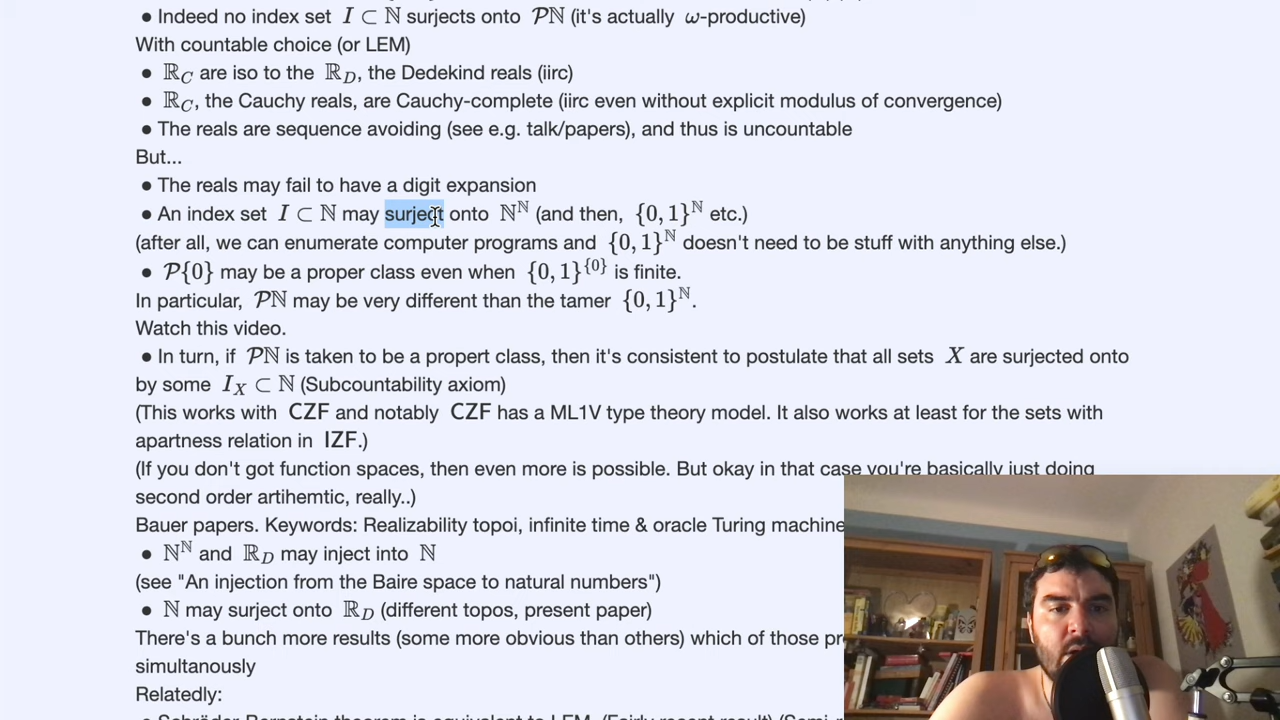 ● Indeed no index set I ⊂ ℕ surjects onto 𝒫ℕ (it's actually ω-productive)
With countable choice (or LEM)
● ℝ_C are iso to the ℝ_D, the Dedekind reals (iirc)
● ℝ_C, the Cauchy reals, are Cauchy-complete (iirc even without explicit modulus of convergence)
● The reals are sequence avoiding (see e.g. talk/papers), and thus is uncountable
But...
● The reals may fail to have a digit expansion
● An index set I ⊂ ℕ may surject onto ℕ^ℕ (and then, {0, 1}^ℕ etc.)
(after all, we can enumerate computer programs and {0, 1}^ℕ doesn't need to be stuff with anything else.)
● 𝒫{0} may be a proper class even when {0, 1}^{0} is finite.
In particular, 𝒫ℕ may be very different than the tamer {0, 1}^ℕ.
Watch this video.
● In turn, if 𝒫ℕ is taken to be a propert class, then it's consistent to postulate that all sets X are surjected onto
by some I_X ⊂ ℕ (Subcountability axiom)
(This works with CZF and notably CZF has a ML1V type theory model. It also works at least for the sets with
apartness relation in IZF.)
(If you don't got function spaces, then even more is possible. But okay in that case you're basically just doing
second order artihemtic, really..)
Bauer papers. Keywords: Realizability topoi, infinite time & oracle Turing machine
● ℕ^ℕ and ℝ_D may inject into ℕ
(see "An injection from the Baire space to natural numbers")
● ℕ may surject onto ℝ_D (different topos, present paper)
There's a bunch more results (some more obvious than others) which of those pr
simultanously
Relatedly:
● Schröder-Bernstein theorem is equivalent to LEM. (Fairly recent result)